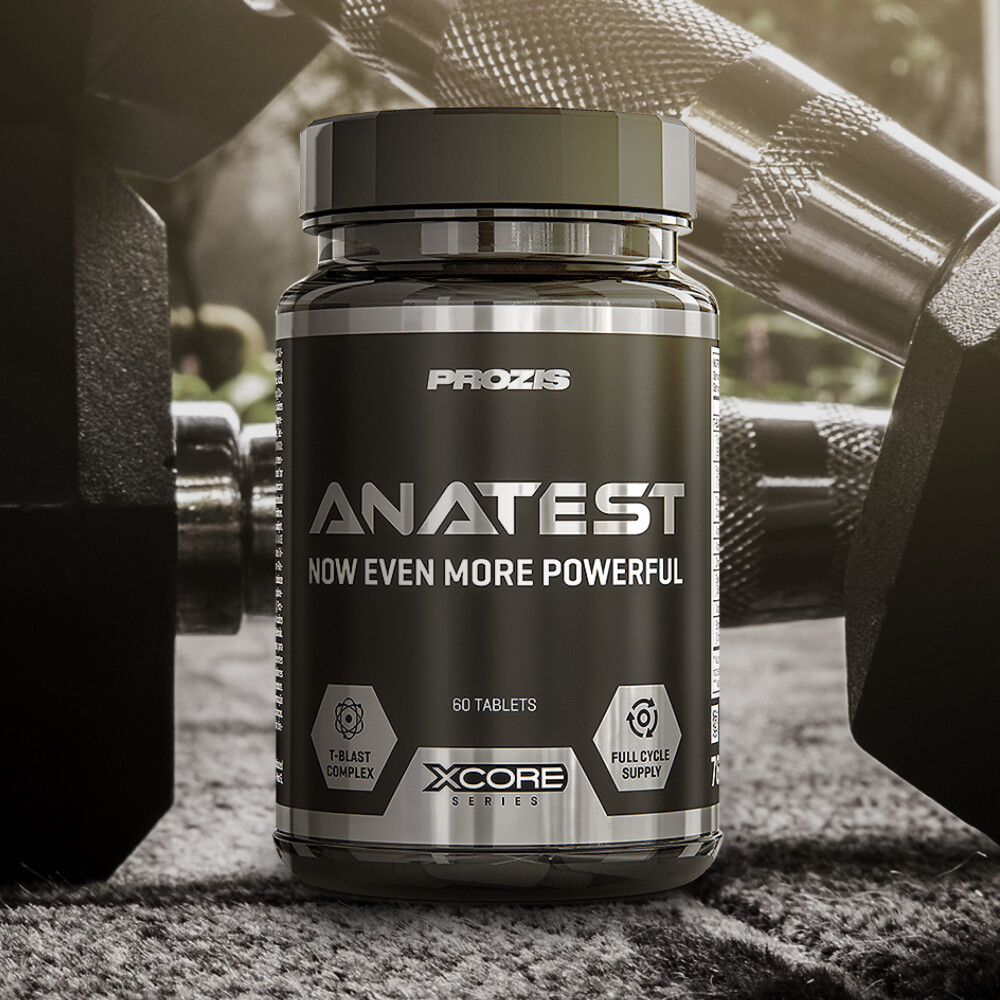 PROZIS
ANATEST
NOW EVEN MORE POWERFUL
60 TABLETS
T-BLAST
COMPLEX
FULL CYCLE
SUPPLY
XCORE
SERIES